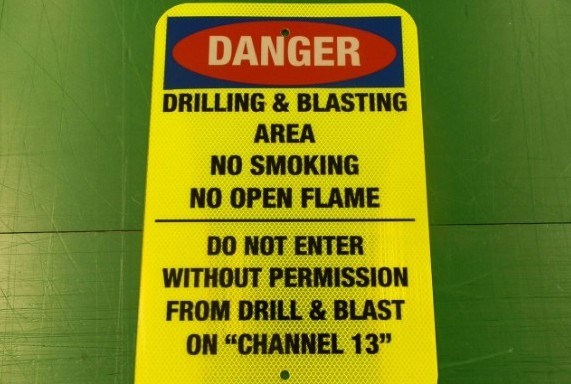 DANGER
DRILLING & BLASTING
AREA
NO SMOKING
NO OPEN FLAME
DO NOT ENTER
WITHOUT PERMISSION
FROM DRILL & BLAST
ON “CHANNEL 13”